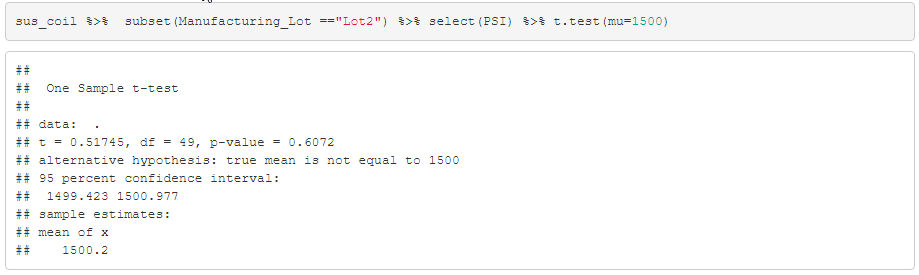 sus_coil %>%  subset(Manufacturing_Lot =="Lot2") %>% select(PSI) %>% t.test(mu=1500)
##
##  One Sample t-test
##
## data:  .
## t = 0.51745, df = 49, p-value = 0.6072
## alternative hypothesis: true mean is not equal to 1500
## 95 percent confidence interval:
##  1499.423 1500.977
## sample estimates:
## mean of x
##    1500.2